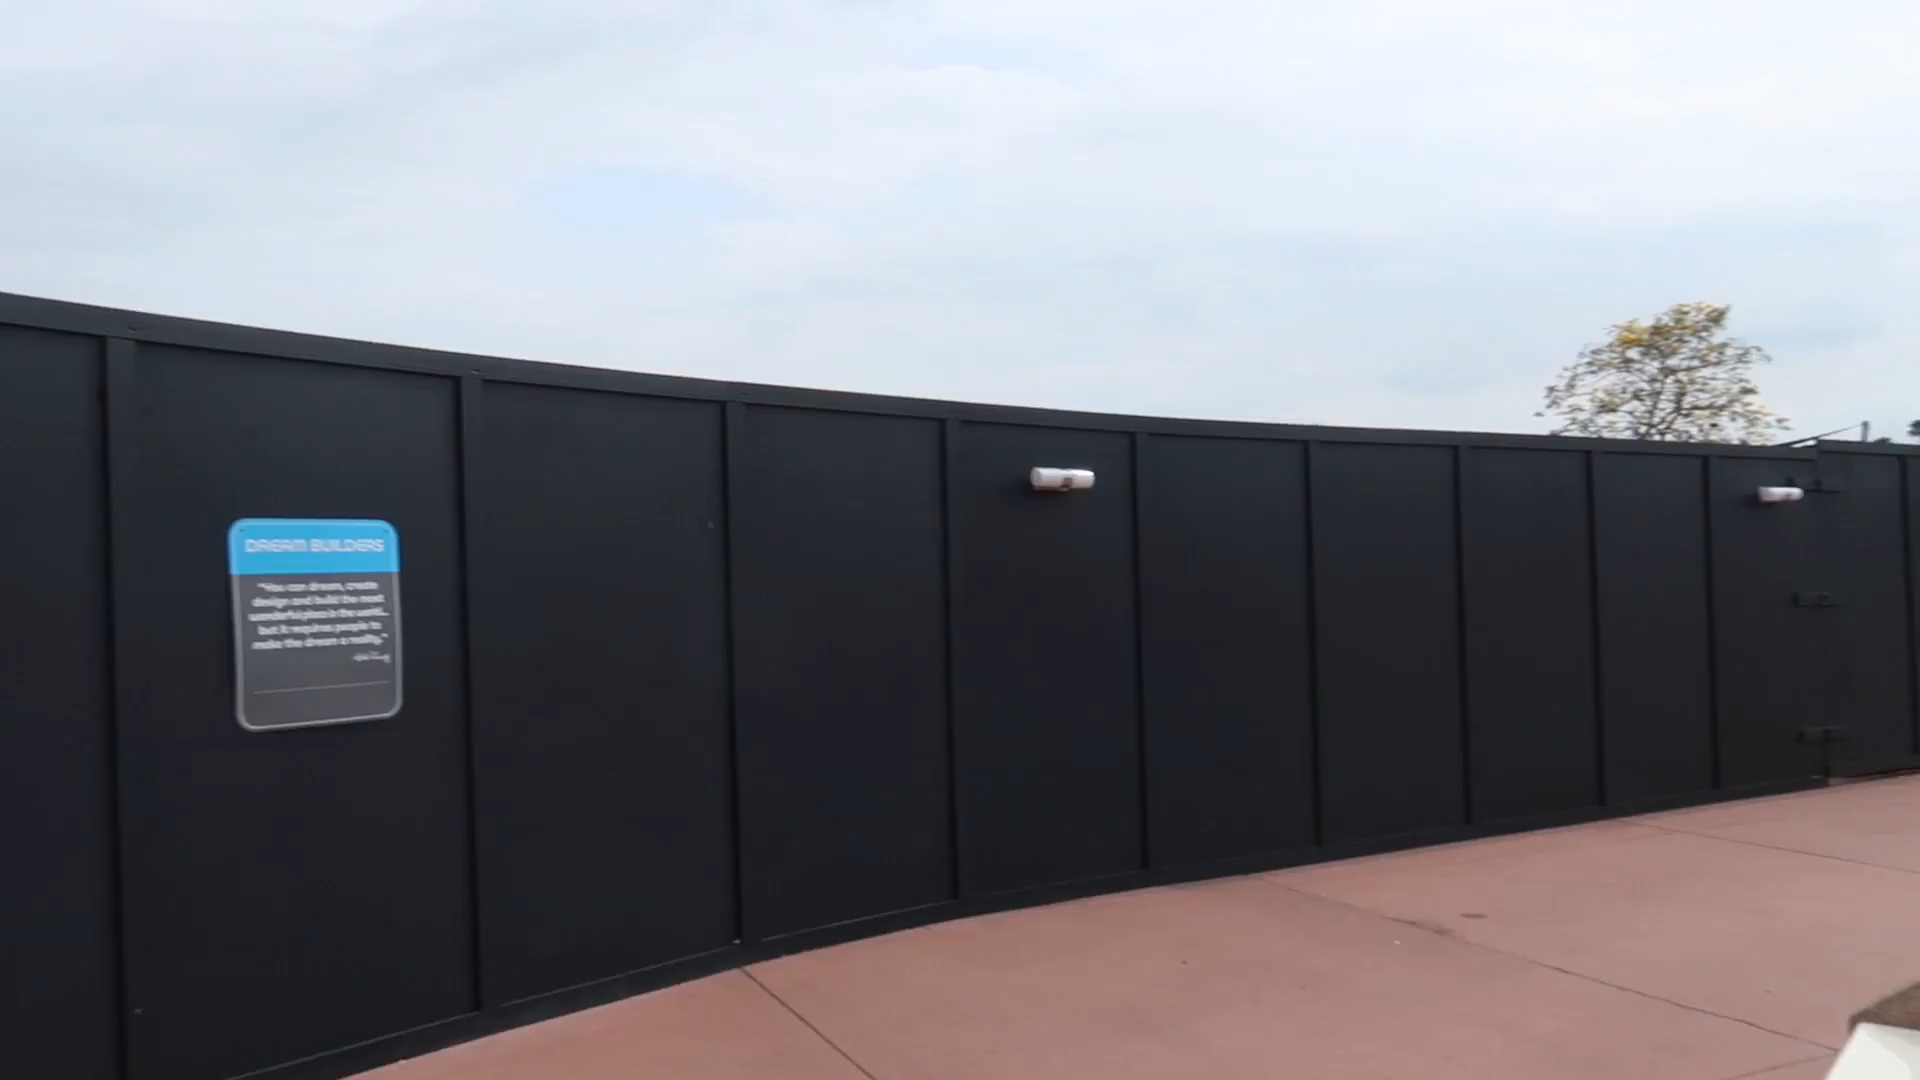 DREAM BUILDERS
"You can dream, create
design and build the most
wonderful place in the world...
but it requires people to
make the dream a reality."